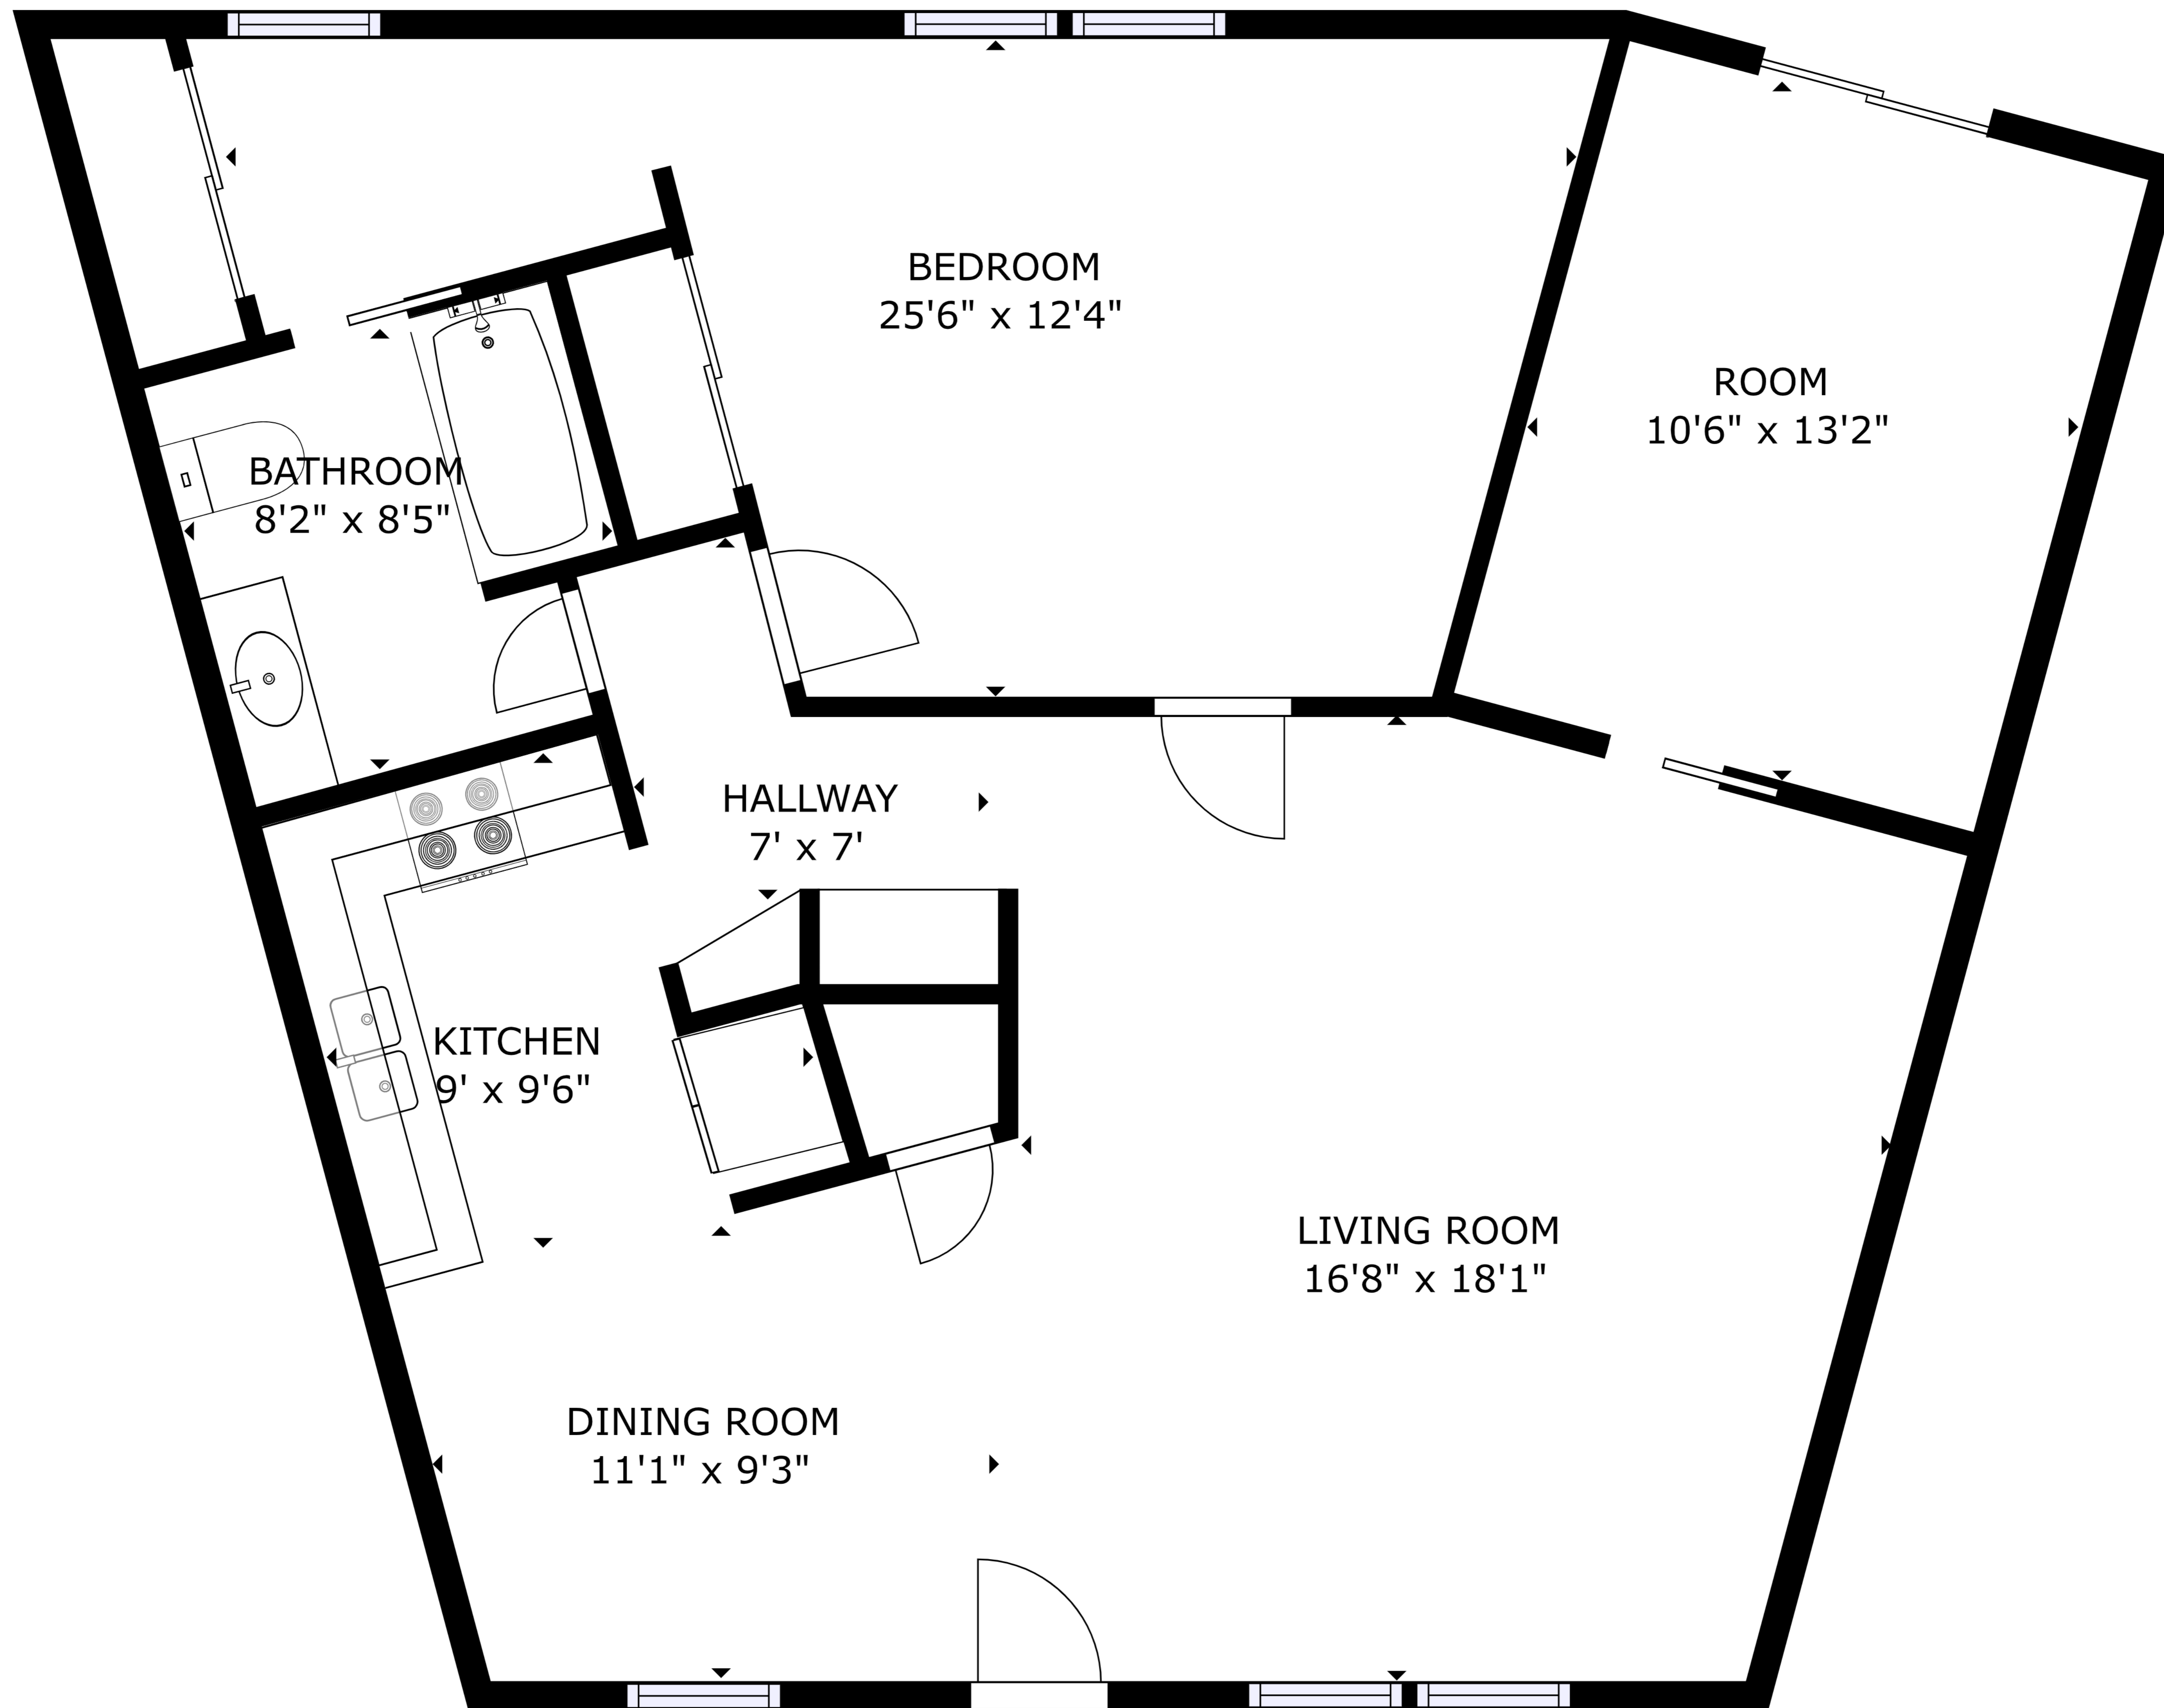 BEDROOM
25'6" x 12'4"
ROOM
10'6" x 13'2"
BATHROOM
8'2" x 8'5"
HALLWAY
7' x 7'
KITCHEN
9' x 9'6"
LIVING ROOM
16'8" x 18'1"
DINING ROOM
11'1" x 9'3"